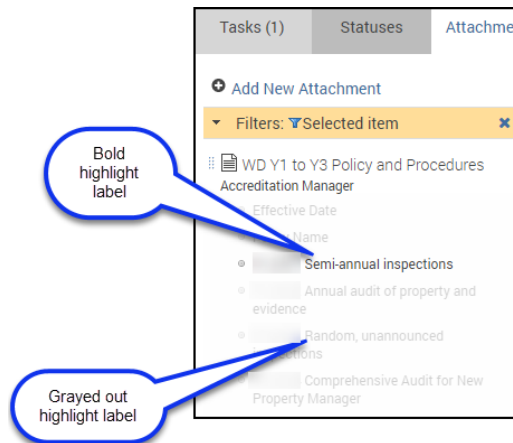 Tasks (1) Statuses Attachme
Add New Attachment
Filters: Selected item
Bold
highlight
label
WD Y1 to Y3 Policy and Procedures
Accreditation Manager
Effective Date
Name
Semi-annual inspections
Annual audit of property and
evidence
Random, unannounced
Comprehensive Audit for New
Property Manager
Grayed out
highlight label